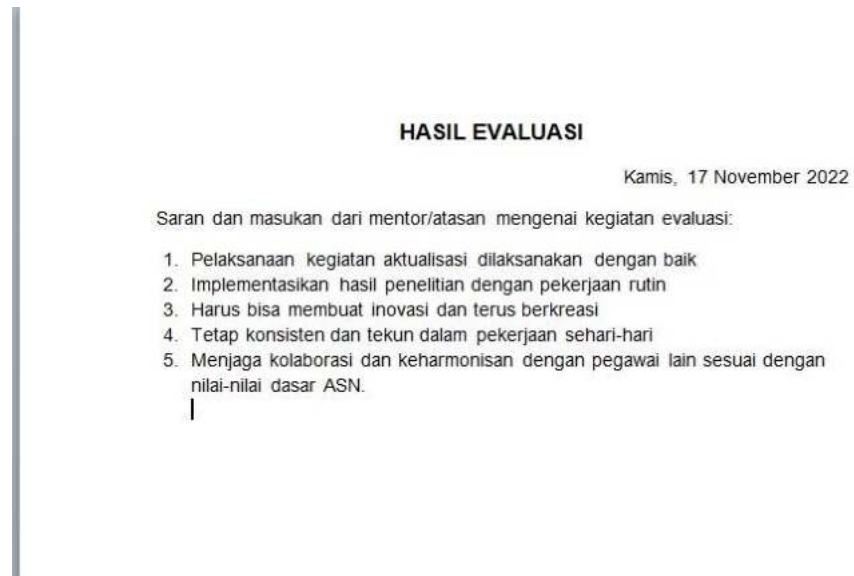 HASIL EVALUASI
Kamis, 17 November 2022
Saran dan masukan dari mentor/atasan mengenai kegiatan evaluasi:
1. Pelaksanaan kegiatan aktualisasi dilaksanakan dengan baik
2. Implementasikan hasil penelitian dengan pekerjaan rutin
3. Harus bisa membuat inovasi dan terus berkreasi
4. Tetap konsisten dan tekun dalam pekerjaan sehari-hari
5. Menjaga kolaborasi dan keharmonisan dengan pegawai lain sesuai dengan
nilai-nilai dasar ASN.